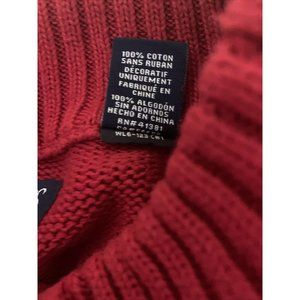 100% COTON
SANS RUBAN
DÉCORATIF
UNIQUEMENT
FABRIQUÉ EN
CHINE
100% ALGODÓN
SIN ADORNOS
HECHO EN CHINA
RN#41381